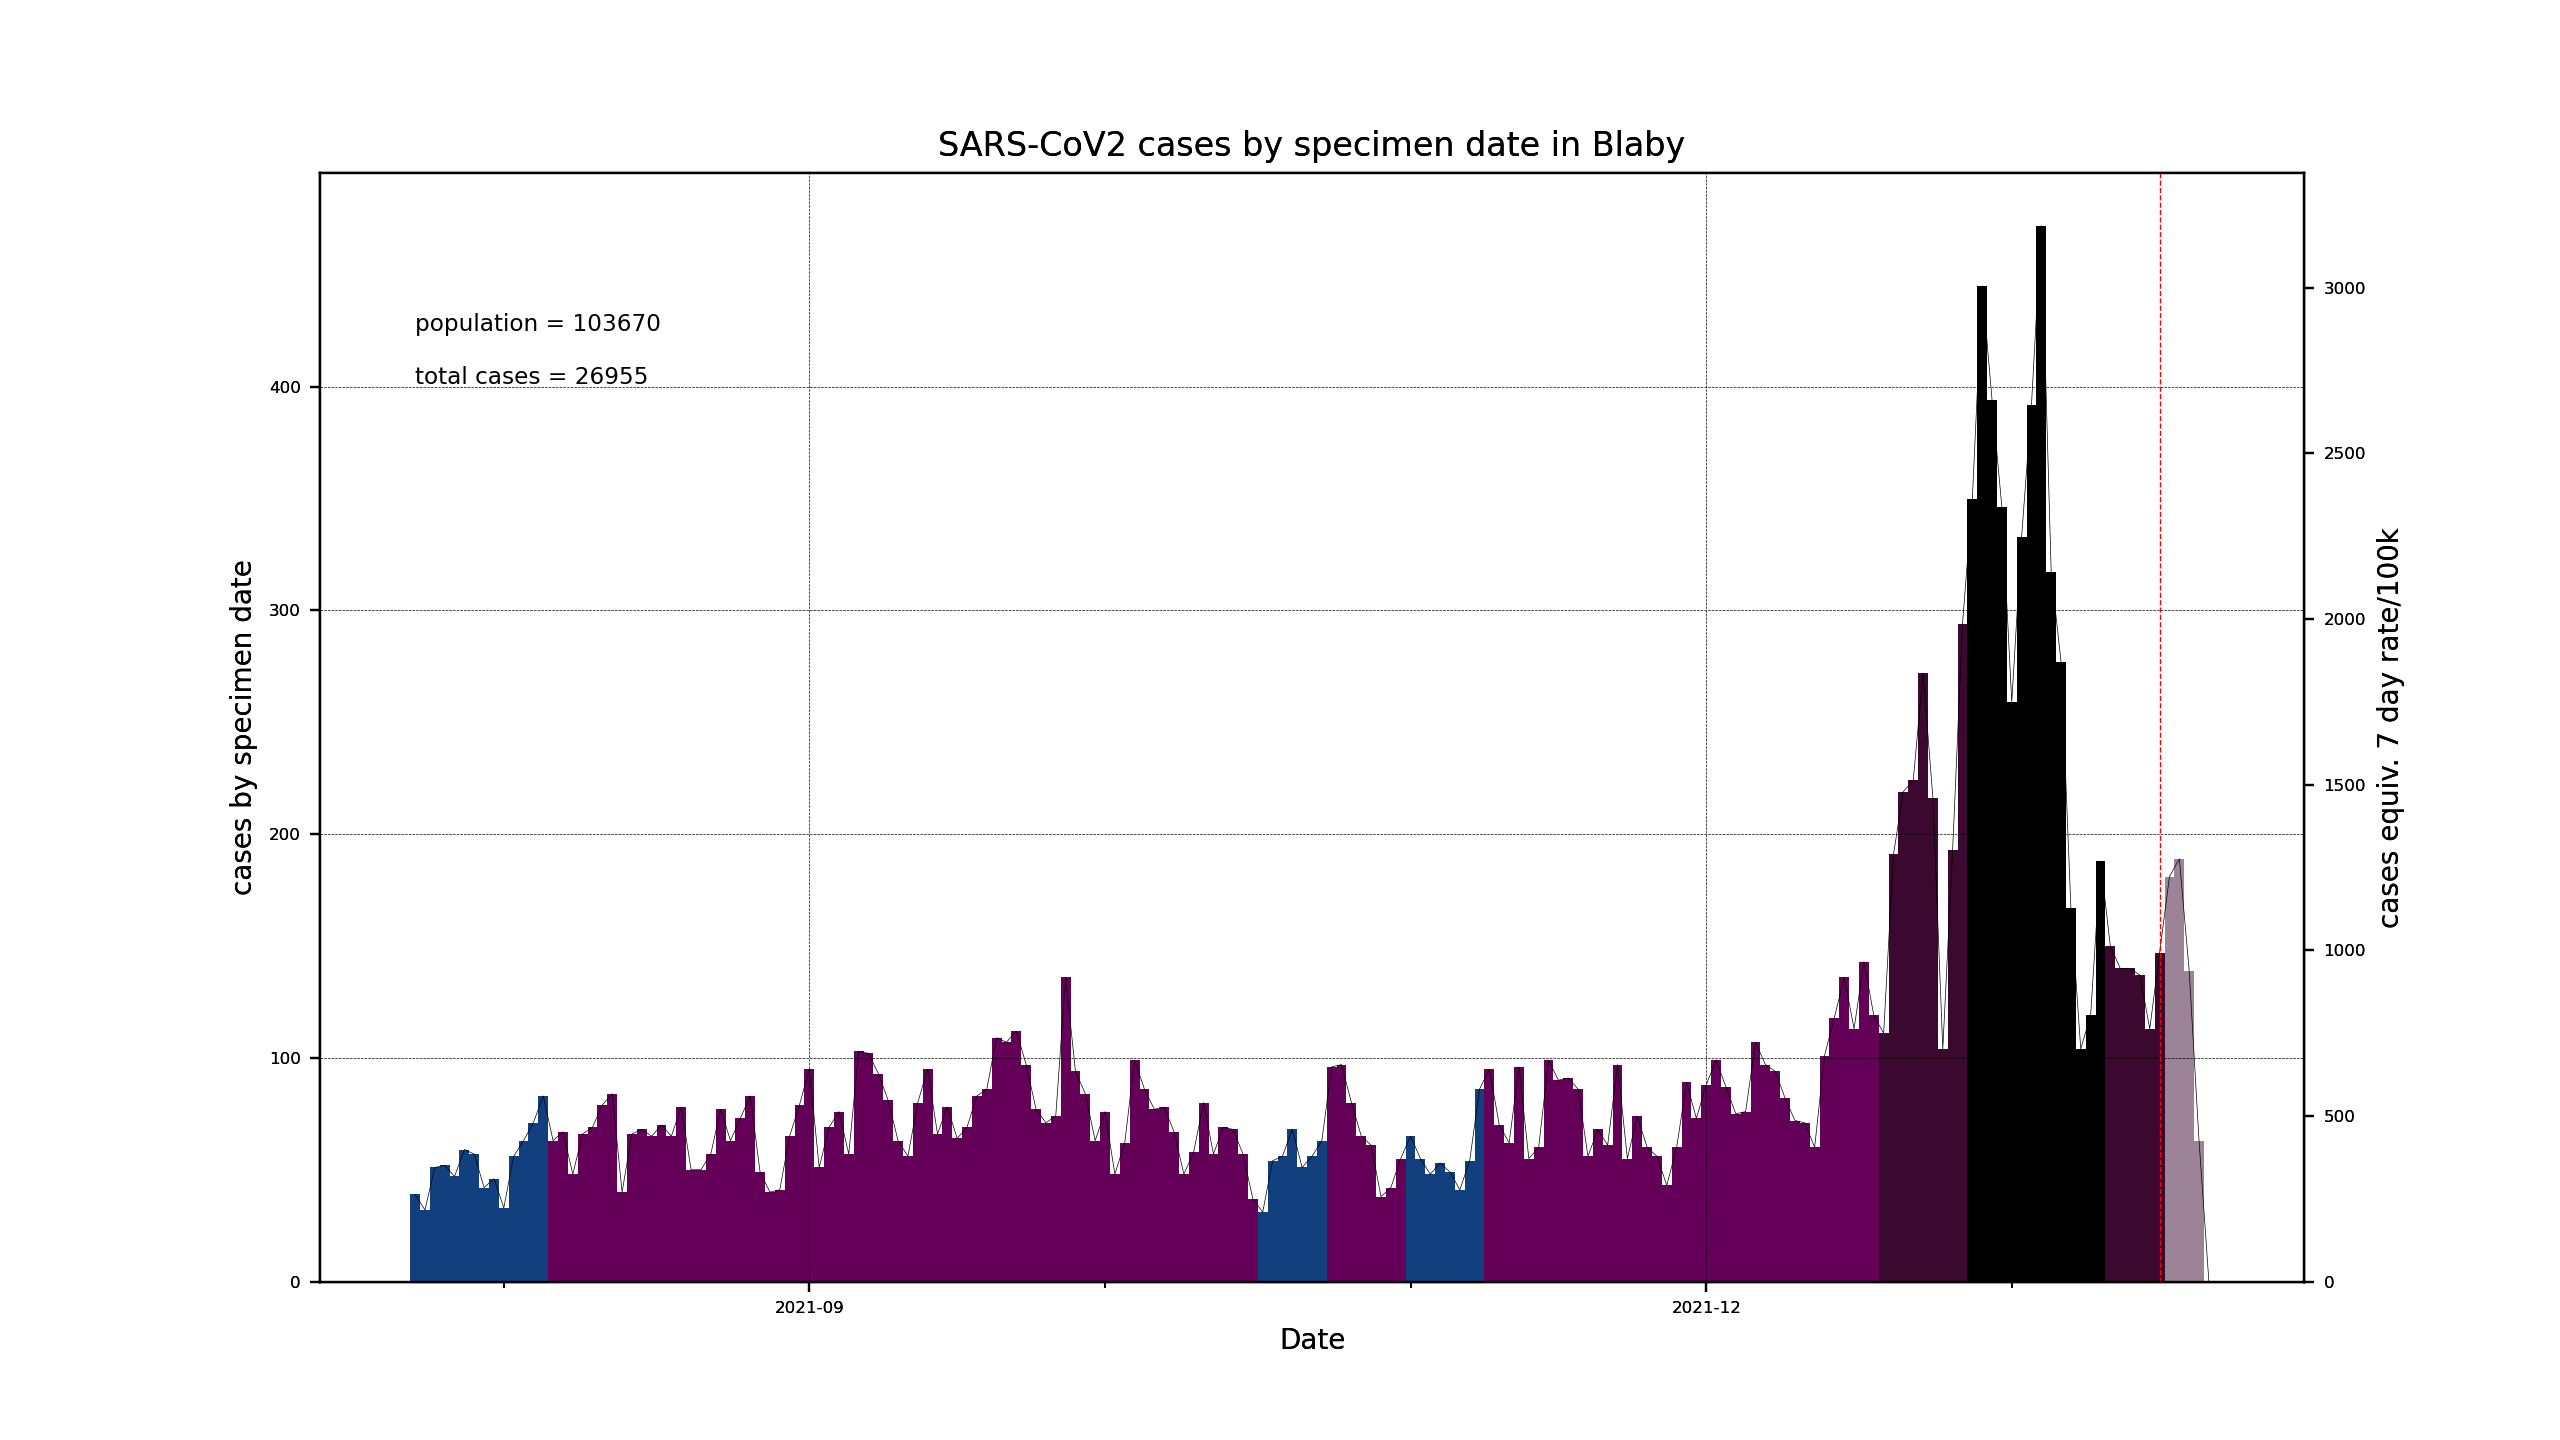 SARS-CoV2 cases by specimen date in Blaby
population = 103670
total cases = 26955
cases by specimen date
400
300
200
100
0
3000
2500
2000
1500
1000
500
0
cases equiv. 7 day rate/100k
2021-09
2021-12
Date